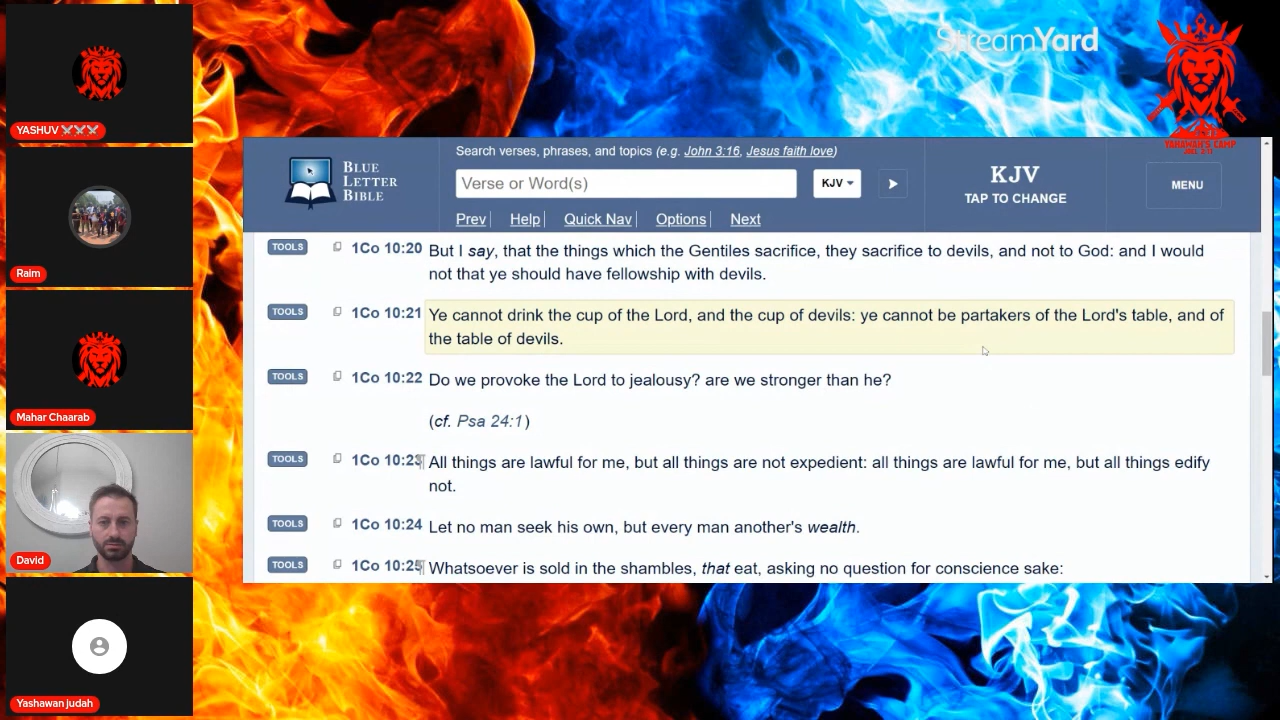 YASHUV ⚔⚔⚔
Raim
Mahar Chaarab
David
Yashawan judah
StreamYard
YAHAWAH'S CAMP
BLUE
LETTER
BIBLE
Search verses, phrases, and topics (e.g. John 3:16, Jesus faith love)
Verse or Word(s)
KJV
Prev Help Quick Nav Options Next
KJV
TAP TO CHANGE
MENU
TOOLS 1Co 10:20 But I say, that the things which the Gentiles sacrifice, they sacrifice to devils, and not to God: and I would
not that ye should have fellowship with devils.
TOOLS 1Co 10:21 Ye cannot drink the cup of the Lord, and the cup of devils: ye cannot be partakers of the Lord's table, and of
the table of devils.
TOOLS 1Co 10:22 Do we provoke the Lord to jealousy? are we stronger than he?
(cf. Psa 24:1)
TOOLS 1Co 10:23 ¶ All things are lawful for me, but all things are not expedient: all things are lawful for me, but all things edify
not.
TOOLS 1Co 10:24 Let no man seek his own, but every man another's wealth.
TOOLS 1Co 10:25 ¶ Whatsoever is sold in the shambles, that eat, asking no question for conscience sake: